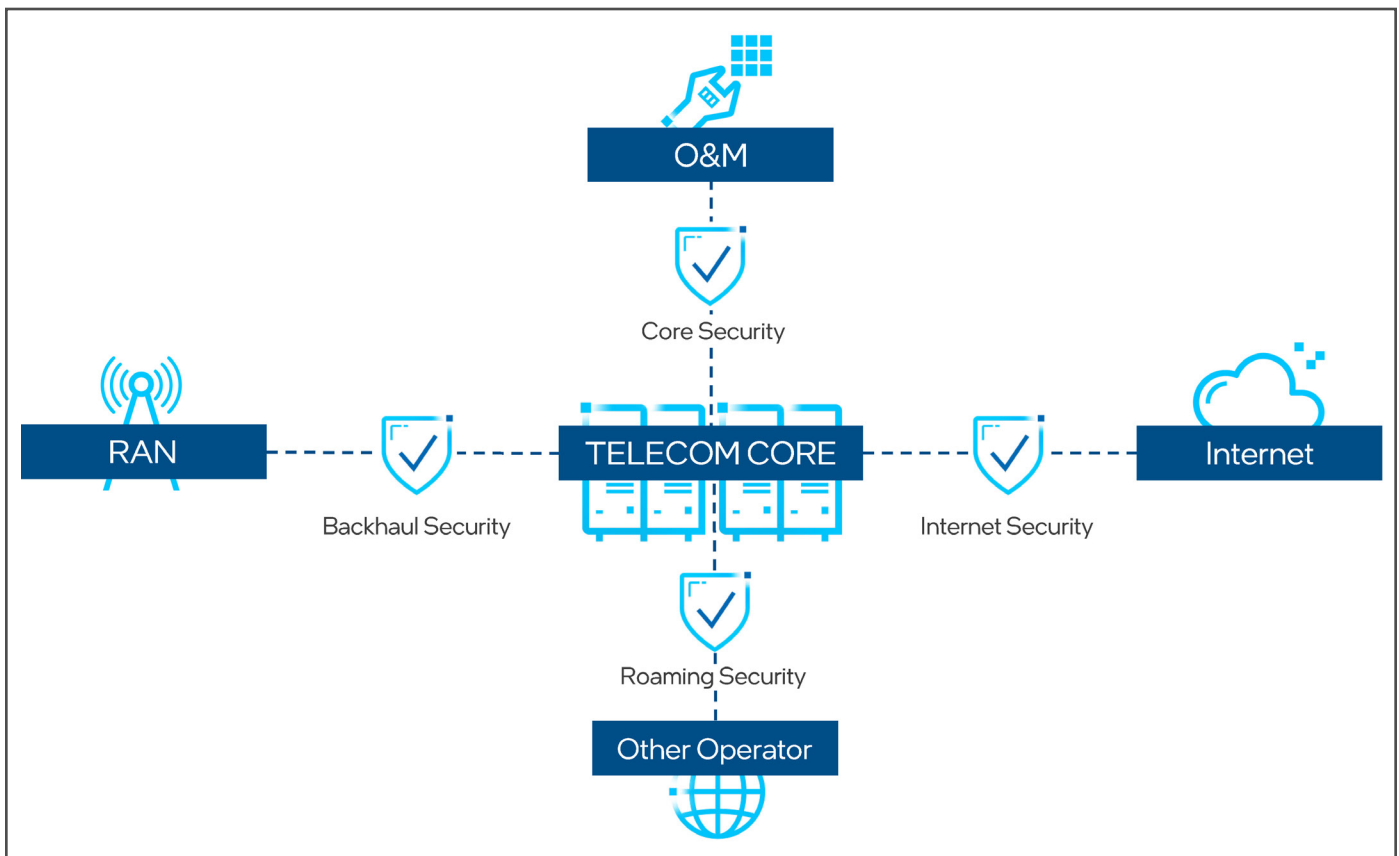 O&M
Core Security
RAN
TELECOM CORE
Internet
Backhaul Security
Internet Security
Roaming Security
Other Operator